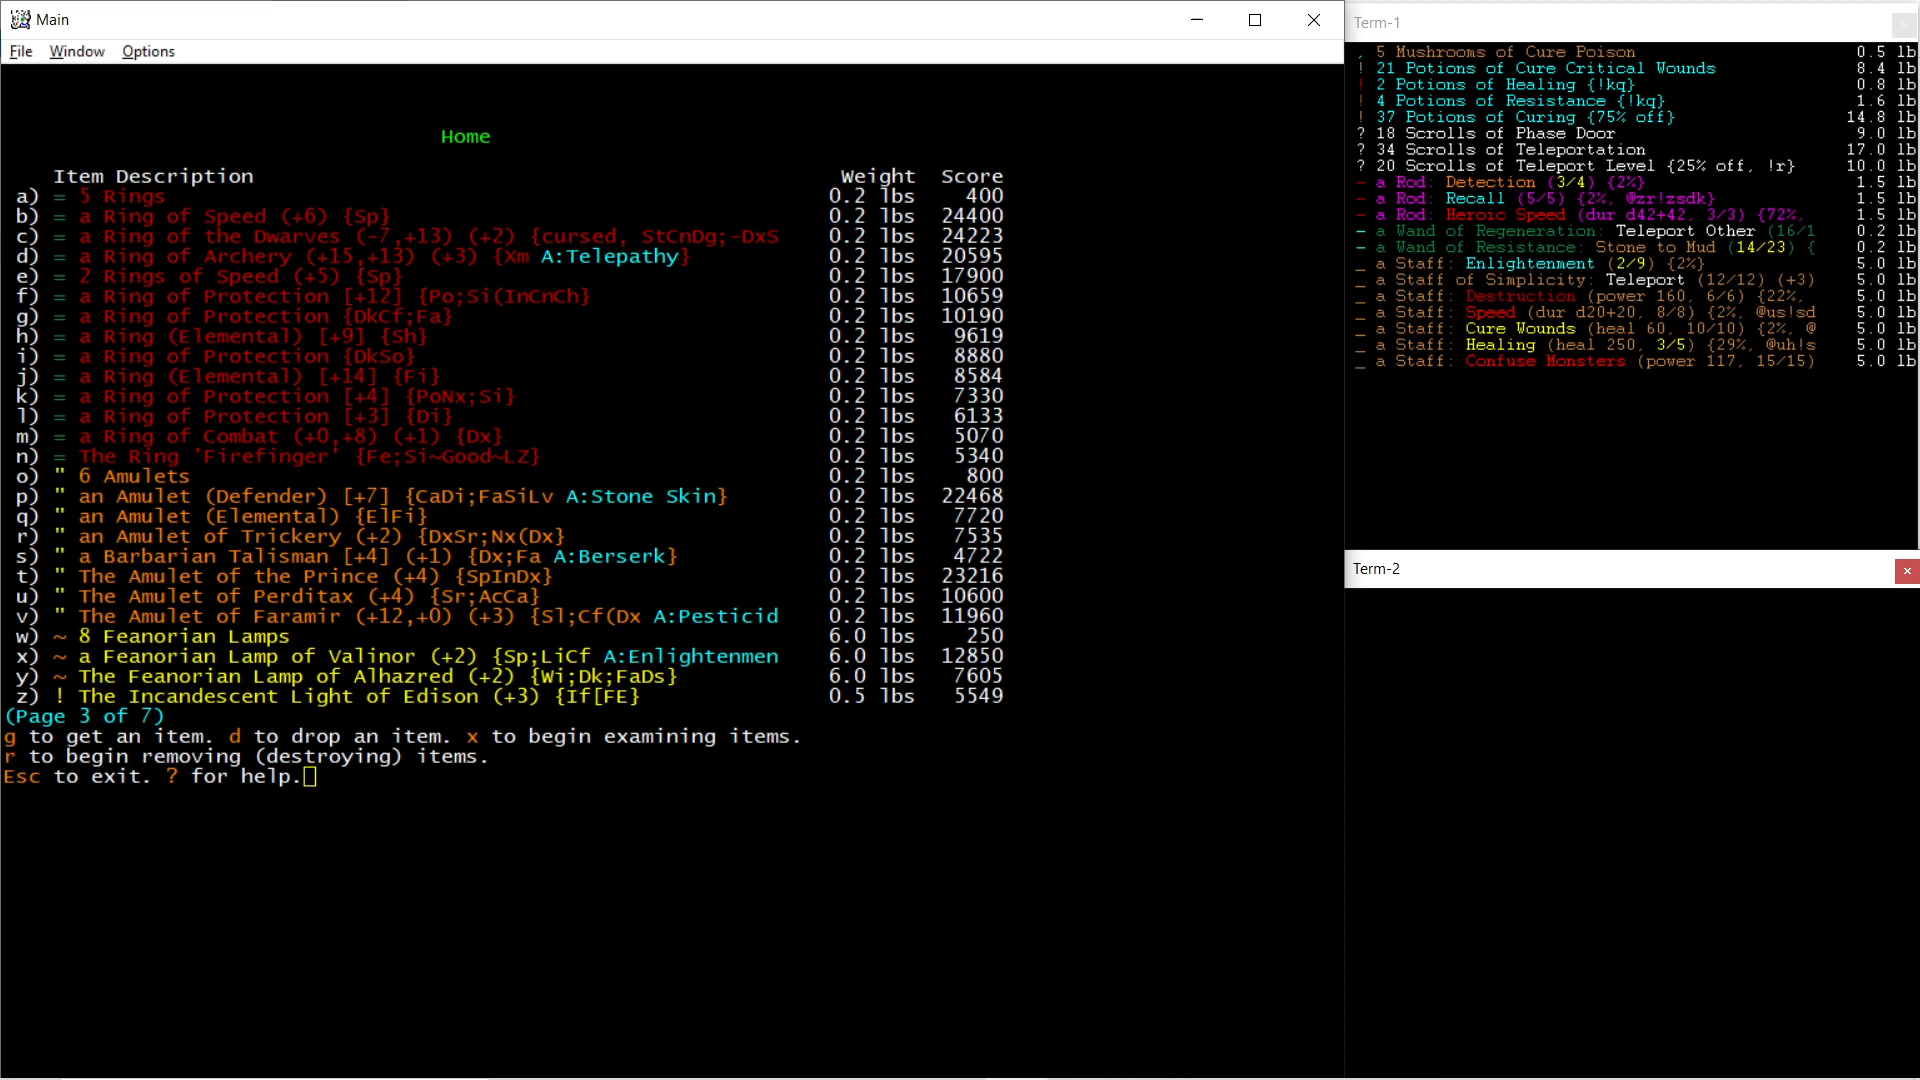 Main
File Window Options
Home
Item Description Weight Score
a) = 5 Rings 0.2 lbs 400
b) = a Ring of Speed (+6) {Sp} 0.2 lbs 24400
c) = a Ring of the Dwarves (-7,+13) (+2) {cursed, StCnDg;-DxS 0.2 lbs 24223
d) = a Ring of Archery (+15,+13) (+3) {Xm A:Telepathy} 0.2 lbs 20595
e) = 2 Rings of Speed (+5) {Sp} 0.2 lbs 17900
f) = a Ring of Protection [+12] {Po;Si(InCnCh} 0.2 lbs 10659
g) = a Ring of Protection {DkCf;Fa} 0.2 lbs 10190
h) = a Ring (Elemental) [+9] {Sh} 0.2 lbs 9619
i) = a Ring of Protection {DkSo} 0.2 lbs 8880
j) = a Ring (Elemental) [+14] {Fi} 0.2 lbs 8584
k) = a Ring of Protection [+4] {PoNx;Si} 0.2 lbs 7330
l) = a Ring of Protection [+3] {Di} 0.2 lbs 6133
m) = a Ring of Combat (+0,+8) (+1) {Dx} 0.2 lbs 5070
n) = The Ring 'Firefinger' {Fe;Si~Good~LZ} 0.2 lbs 5340
o) " 6 Amulets 0.2 lbs 800
p) " an Amulet (Defender) [+7] {CaDi;FaSiLv A:Stone Skin} 0.2 lbs 22468
q) " an Amulet (Elemental) {ElFi} 0.2 lbs 7720
r) " an Amulet of Trickery (+2) {DxSr;Nx(Dx} 0.2 lbs 7535
s) " a Barbarian Talisman [+4] (+1) {Dx;Fa A:Berserk} 0.2 lbs 4722
t) " The Amulet of the Prince (+4) {SpInDx} 0.2 lbs 23216
u) " The Amulet of Perditax (+4) {Sr;AcCa} 0.2 lbs 10600
v) " The Amulet of Faramir (+12,+0) (+3) {Sl;Cf(Dx A:Pesticid 0.2 lbs 11960
w) ~ 8 Feanorian Lamps 6.0 lbs 250
x) ~ a Feanorian Lamp of Valinor (+2) {Sp;LiCf A:Enlightenmen 6.0 lbs 12850
y) ~ The Feanorian Lamp of Alhazred (+2) {Wi;Dk;FaDs} 6.0 lbs 7605
z) ! The Incandescent Light of Edison (+3) {If[FE} 0.5 lbs 5549
(Page 3 of 7)
g to get an item. d to drop an item. x to begin examining items.
r to begin removing (destroying) items.
Esc to exit. ? for help.
Term-1
, 5 Mushrooms of Cure Poison 0.5 lb
! 21 Potions of Cure Critical Wounds 8.4 lb
! 2 Potions of Healing {!kq} 0.8 lb
! 4 Potions of Resistance {!kq} 1.6 lb
! 37 Potions of Curing {75% off} 14.8 lb
? 18 Scrolls of Phase Door 9.0 lb
? 34 Scrolls of Teleportation 17.0 lb
? 20 Scrolls of Teleport Level {25% off, !r} 10.0 lb
- a Rod: Detection (3/4) {2%} 1.5 lb
- a Rod: Recall (5/5) {2%, @zr!zsdk} 1.5 lb
- a Rod: Heroic Speed (dur d42+42, 3/3) {72%, 1.5 lb
- a Wand of Regeneration: Teleport Other (16/1 0.2 lb
- a Wand of Resistance: Stone to Mud (14/23) { 0.2 lb
_ a Staff: Enlightenment (2/9) {2%} 5.0 lb
_ a Staff of Simplicity: Teleport (12/12) (+3) 5.0 lb
_ a Staff: Destruction (power 160, 6/6) {22%, 5.0 lb
_ a Staff: Speed (dur d20+20, 8/8) {2%, @us!sd 5.0 lb
_ a Staff: Cure Wounds (heal 60, 10/10) {2%, @ 5.0 lb
_ a Staff: Healing (heal 250, 3/5) {29%, @uh!s 5.0 lb
_ a Staff: Confuse Monsters (power 117, 15/15) 5.0 lb
Term-2